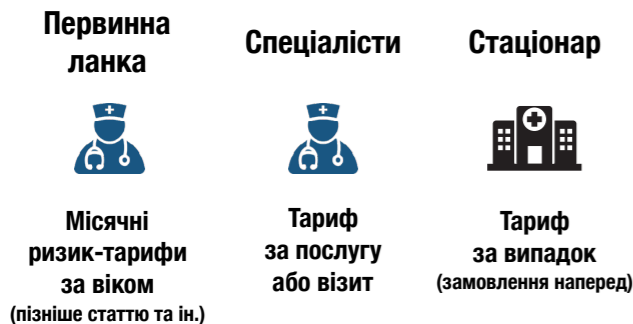 Первинна
ланка
Спеціалісти
Стаціонар
Місячні
ризик-тарифи
за віком
(пізніше статтю та ін.)
Тариф
за послугу
або візит
Тариф
за випадок
(замовлення наперед)